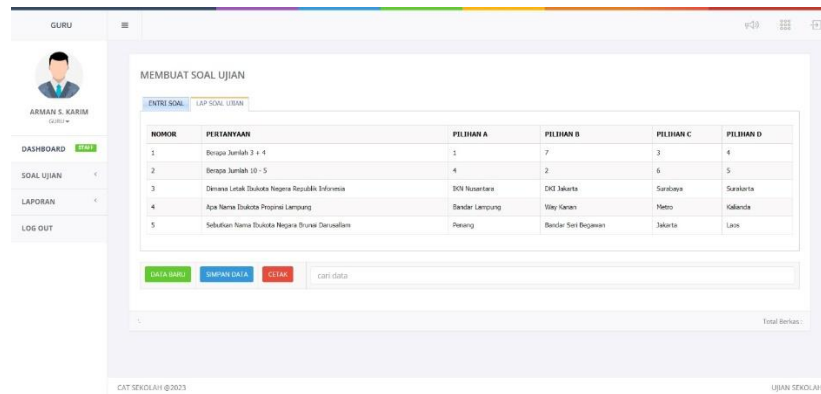 GURU
ARMAN S. KARIM
GURU
DASHBOARD START
SOAL UJIAN
LAPORAN
LOG OUT
MEMBUAT SOAL UJIAN
ENTRI SOAL LAP SOAL UJIAN
NOMOR PERTANYAAN PILIHAN A PILIHAN B PILIHAN C PILIHAN D
1 Berapa Jumlah 3 + 4 1 7 3 4
2 Berapa Jumlah 10 - 5 4 2 6 5
3 Dimana Letak Ibukota Negera Republik Infonesia IKN Nusantara DKI Jakarta Surabaya Surakarta
4 Apa Nama Ibukota Propinsi Lampung Bandar Lampung Way Kanan Metro Kalianda
5 Sebutkan Nama Ibukota Negara Brunai Darusallam Penang Bandar Seri Begawan Jakarta Laos
DATA BARU SIMPAN DATA CETAK cari data
Total Berkas :
CAT SEKOLAH @2023 UJIAN SEKOLAH